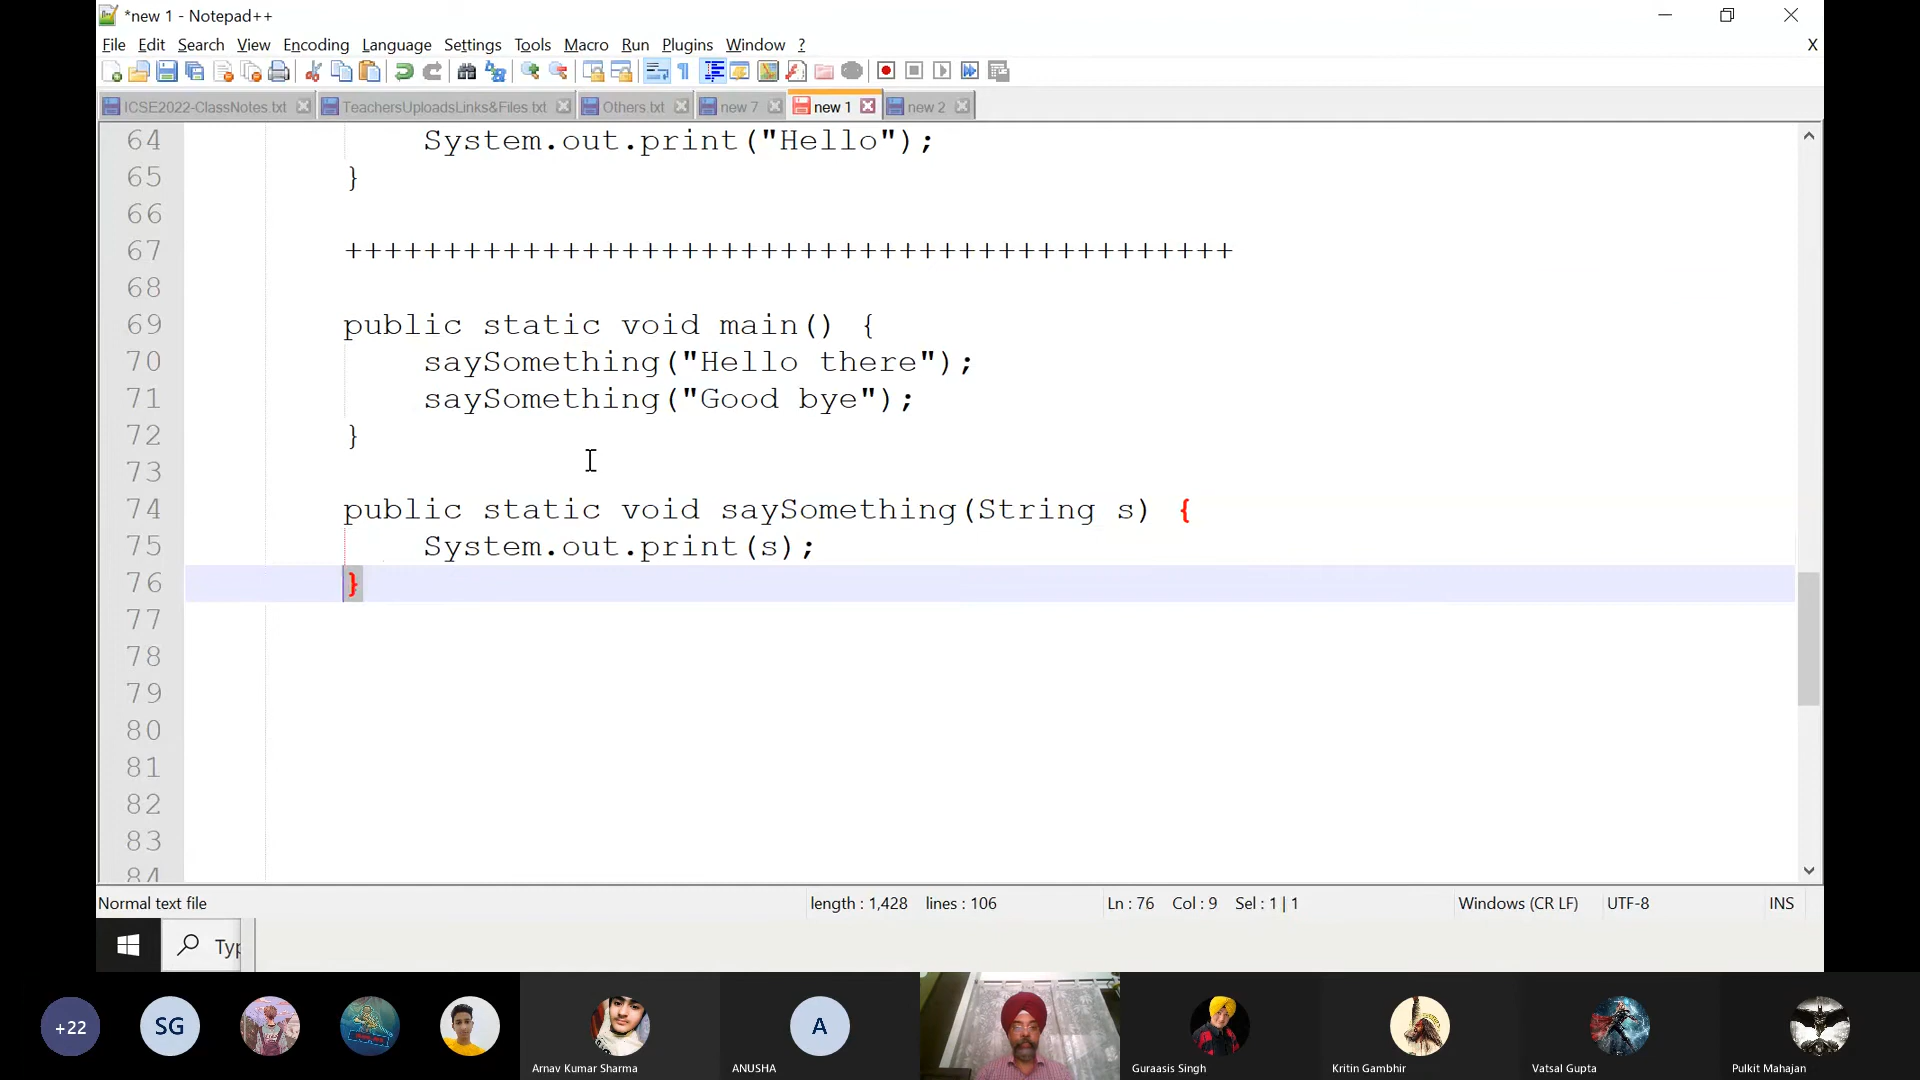 *new 1 - Notepad++
File Edit Search View Encoding Language Settings Tools Macro Run Plugins Window ? X
ICSE2022-ClassNotes.txt TeachersUploadsLinks&Files.txt Others.txt new 7 new 1 new 2
64 System.out.print("Hello");
65 }
66
67 +++++++++++++++++++++++++++++++++++++++++++++
68
69 public static void main() {
70 saySomething("Hello there");
71 saySomething("Good bye");
72 }
73
74 public static void saySomething(String s) {
75 System.out.print(s);
76 }
77
78
79
80
81
82
83
84
Normal text file length : 1,428 lines : 106 Ln : 76 Col : 9 Sel : 1 | 1 Windows (CR LF) UTF-8 INS
Typ
+22 SG A
Arnav Kumar Sharma ANUSHA Guraasis Singh Kritin Gambhir Vatsal Gupta Pulkit Mahajan